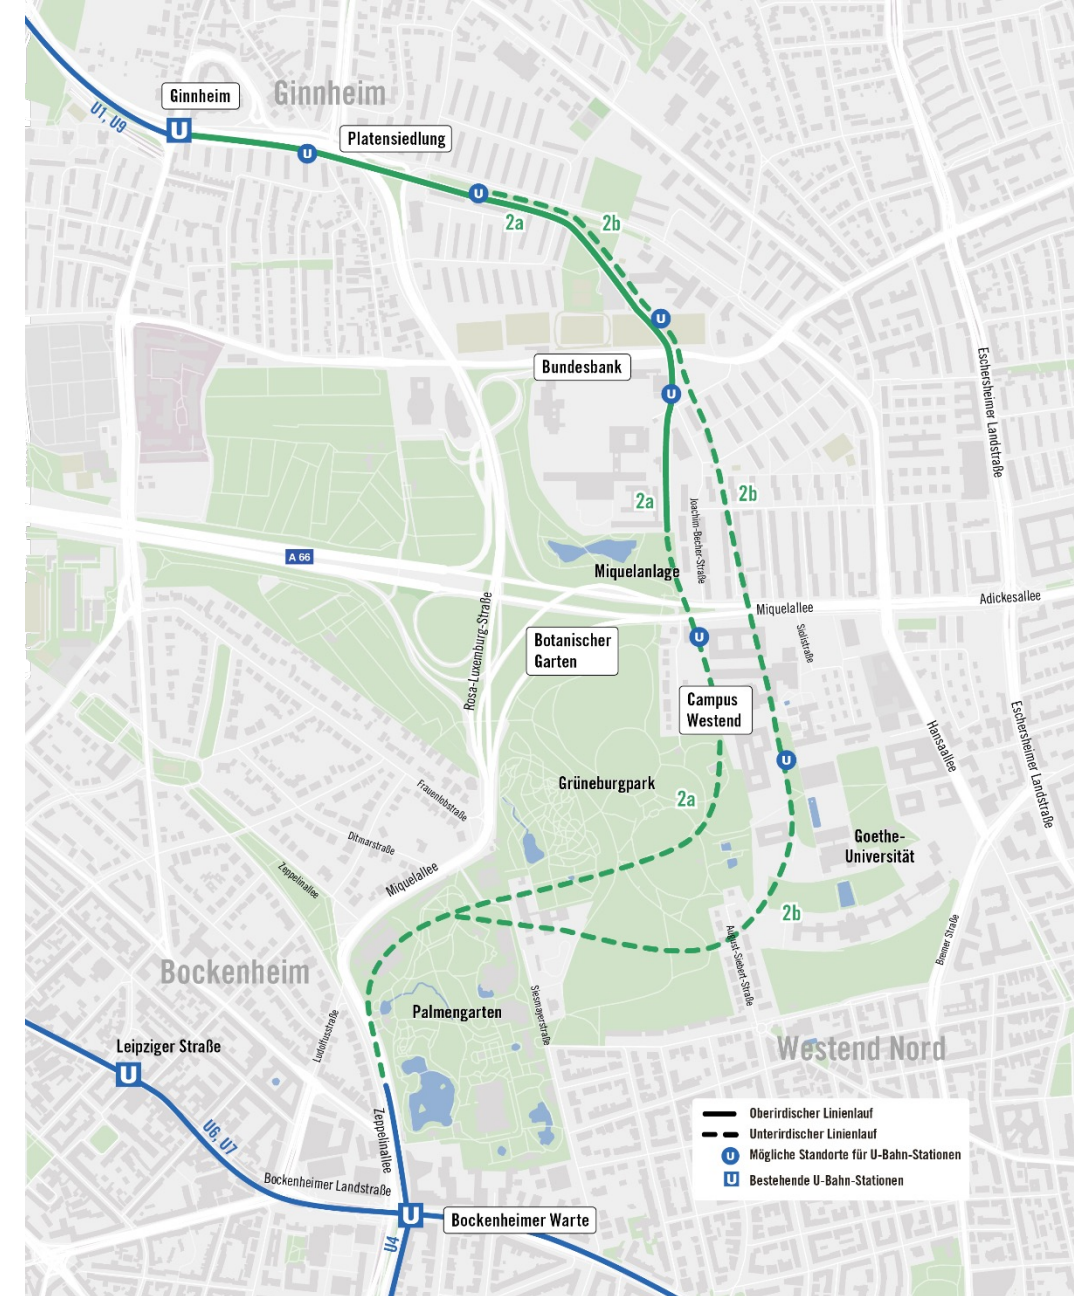 Ginnheim
Ginnheim
U1, U9
U
Platensiedlung
U
U
2a
2b
U
Bundesbank
U
Eschersheimer Landstraße
2a
2b
Joachim-Becher-Straße
A 66
Miquelanlage
Rosa-Luxemburg-Straße
Miquelallee
Adickesallee
Botanischer
Garten
U
Siolistraße
Campus
Westend
Hansaallee
Eschersheimer Landstraße
U
Grüneburgpark
2a
Frauenlobstraße
Ditmarstraße
Goethe-
Universität
Miquelallee
Zeppelinallee
2b
August-Siebert-Straße
Bremer Straße
Bockenheim
Palmengarten
Siesmayerstraße
Ludolfusstraße
Westend Nord
Leipziger Straße
U
U6, U7
Zeppelinallee
Bockenheimer Landstraße
U
Bockenheimer Warte
U4
Oberirdischer Linienlauf
Unterirdischer Linienlauf
U Mögliche Standorte für U-Bahn-Stationen
U Bestehende U-Bahn-Stationen